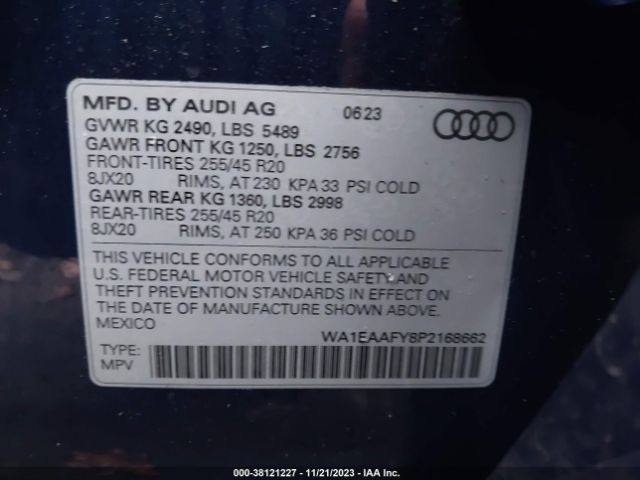 MFD. BY AUDI AG 0623
GVWR KG 2490, LBS 5489
GAWR FRONT KG 1250, LBS 2756
FRONT-TIRES 255/45 R20
8JX20 RIMS, AT 230 KPA 33 PSI COLD
GAWR REAR KG 1360, LBS 2998
REAR-TIRES 255/45 R20
8JX20 RIMS, AT 250 KPA 36 PSI COLD
THIS VEHICLE CONFORMS TO ALL APPLICABLE
U.S. FEDERAL MOTOR VEHICLE SAFETY AND
THEFT PREVENTION STANDARDS IN EFFECT ON
THE DATE OF MANUFACTURE SHOWN ABOVE.
MEXICO
WA1EAAFY8P2168662
TYPE:
MPV
000-38121227 - 11/21/2023 - IAA Inc.